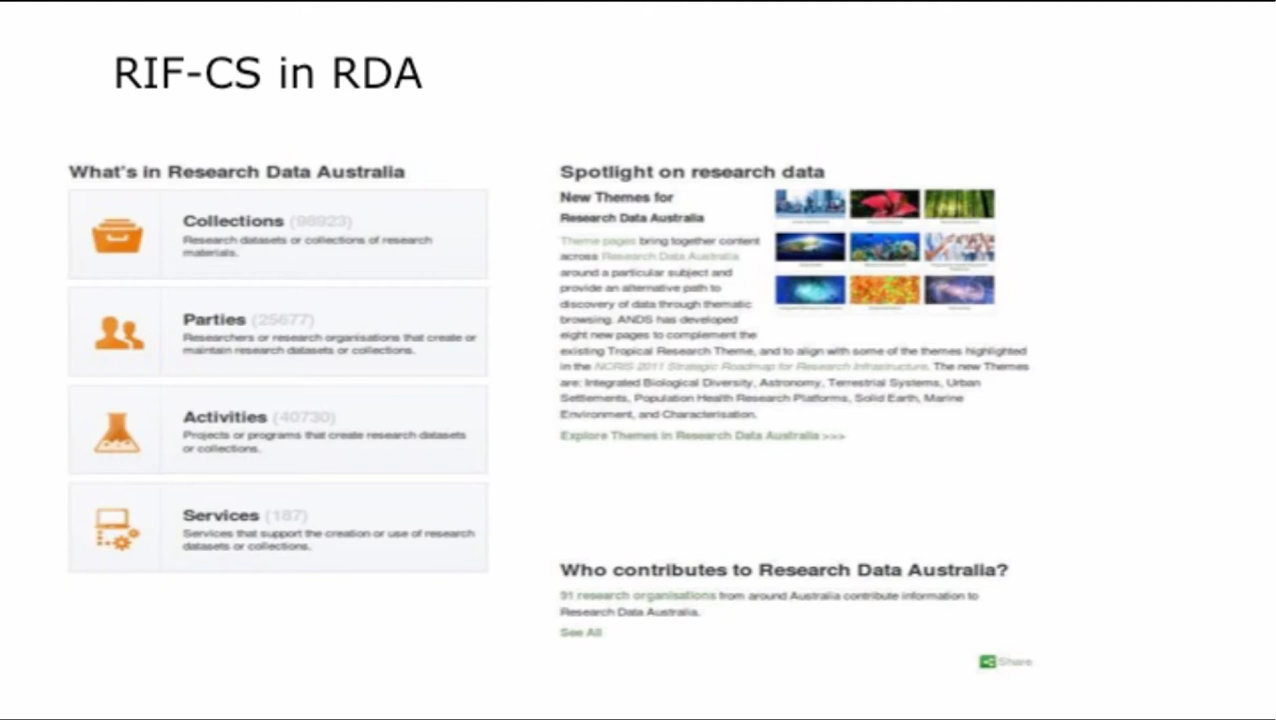 RIF-CS in RDA
What's in Research Data Australia
Collections (98923)
Research datasets or collections of research
materials.
Parties (25677)
Researchers or research organisations that create or
maintain research datasets or collections.
Activities (40730)
Projects or programs that create research datasets
or collections.
Services (187)
Services that support the creation or use of research
datasets or collections.
Spotlight on research data
New Themes for
Research Data Australia
Theme pages bring together content
across Research Data Australia
around a particular subject and
provide an alternative path to
discovery of data through thematic
browsing. ANDS has developed
eight new pages to complement the
existing Tropical Research Theme, and to align with some of the themes highlighted
in the NCRIS 2011 Strategic Roadmap for Research Infrastructure. The new Themes
are: Integrated Biological Diversity, Astronomy, Terrestrial Systems, Urban
Settlements, Population Health Research Platforms, Solid Earth, Marine
Environment, and Characterisation.
Explore Themes in Research Data Australia >>>
Who contributes to Research Data Australia?
91 research organisations from around Australia contribute information to
Research Data Australia.
See All
Share